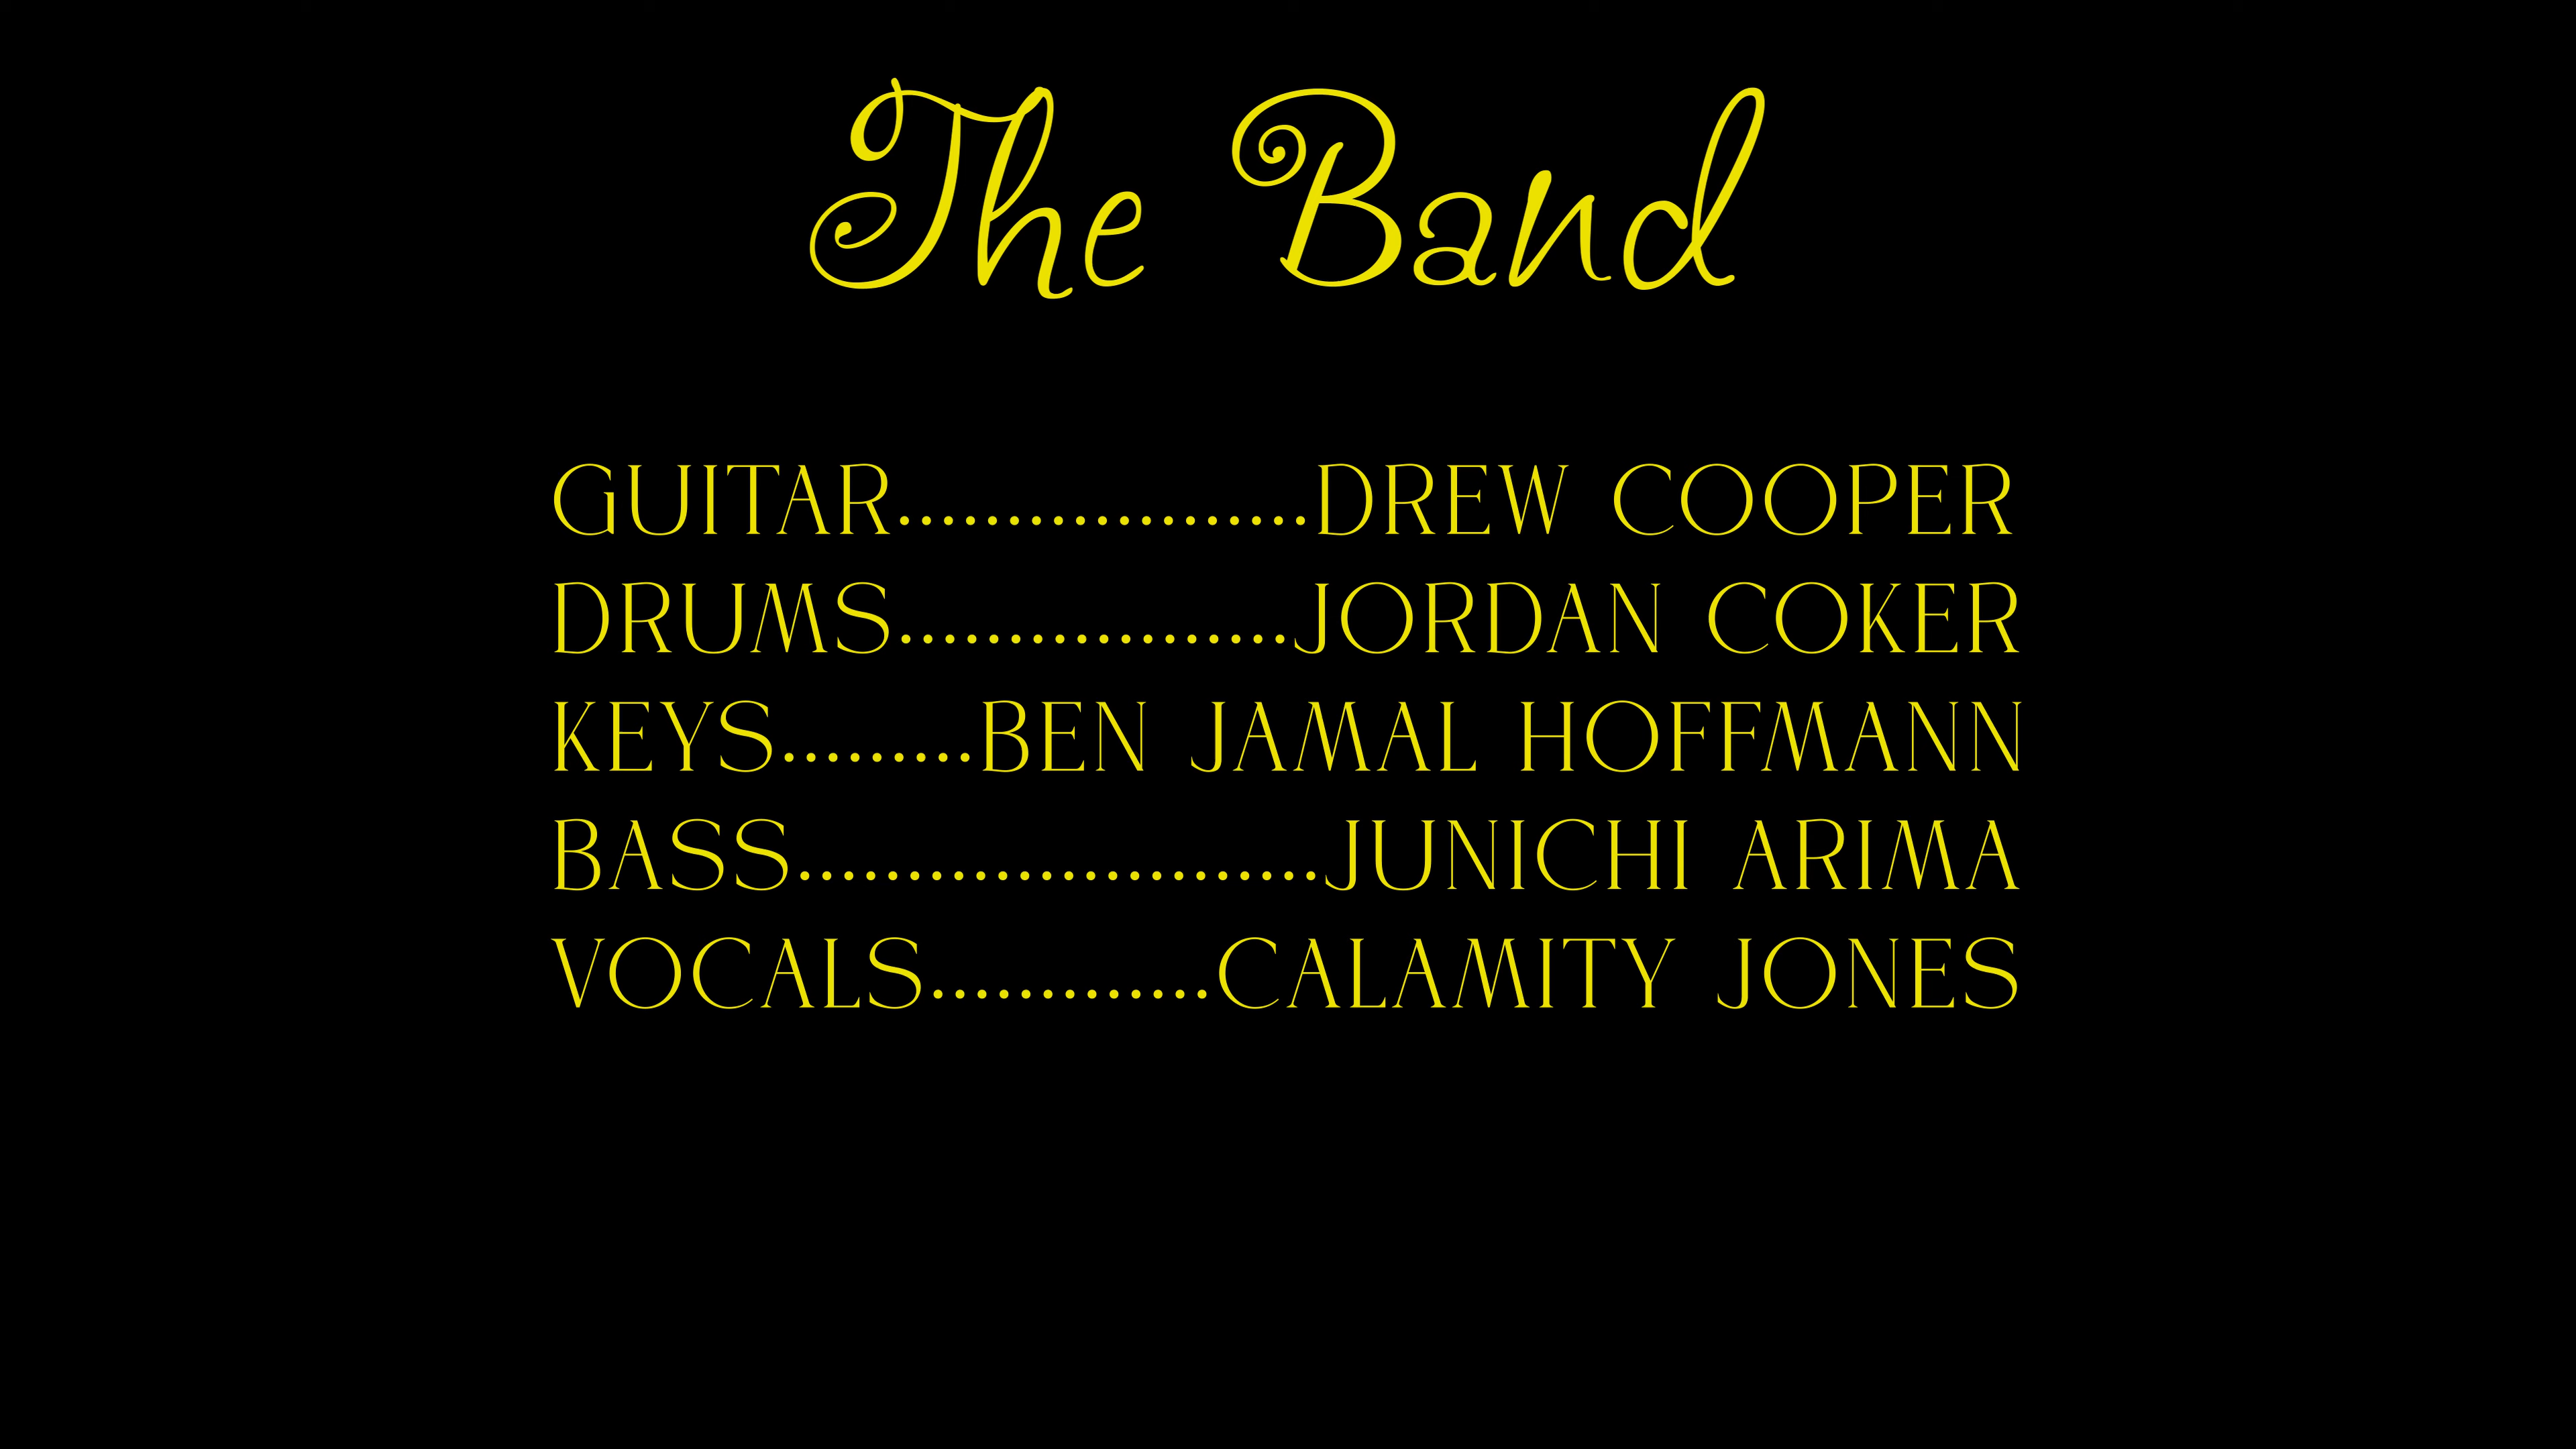 The Band
GUITAR...................DREW COOPER
DRUMS..................JORDAN COKER
KEYS.........BEN JAMAL HOFFMANN
BASS........................JUNICHI ARIMA
VOCALS.............CALAMITY JONES